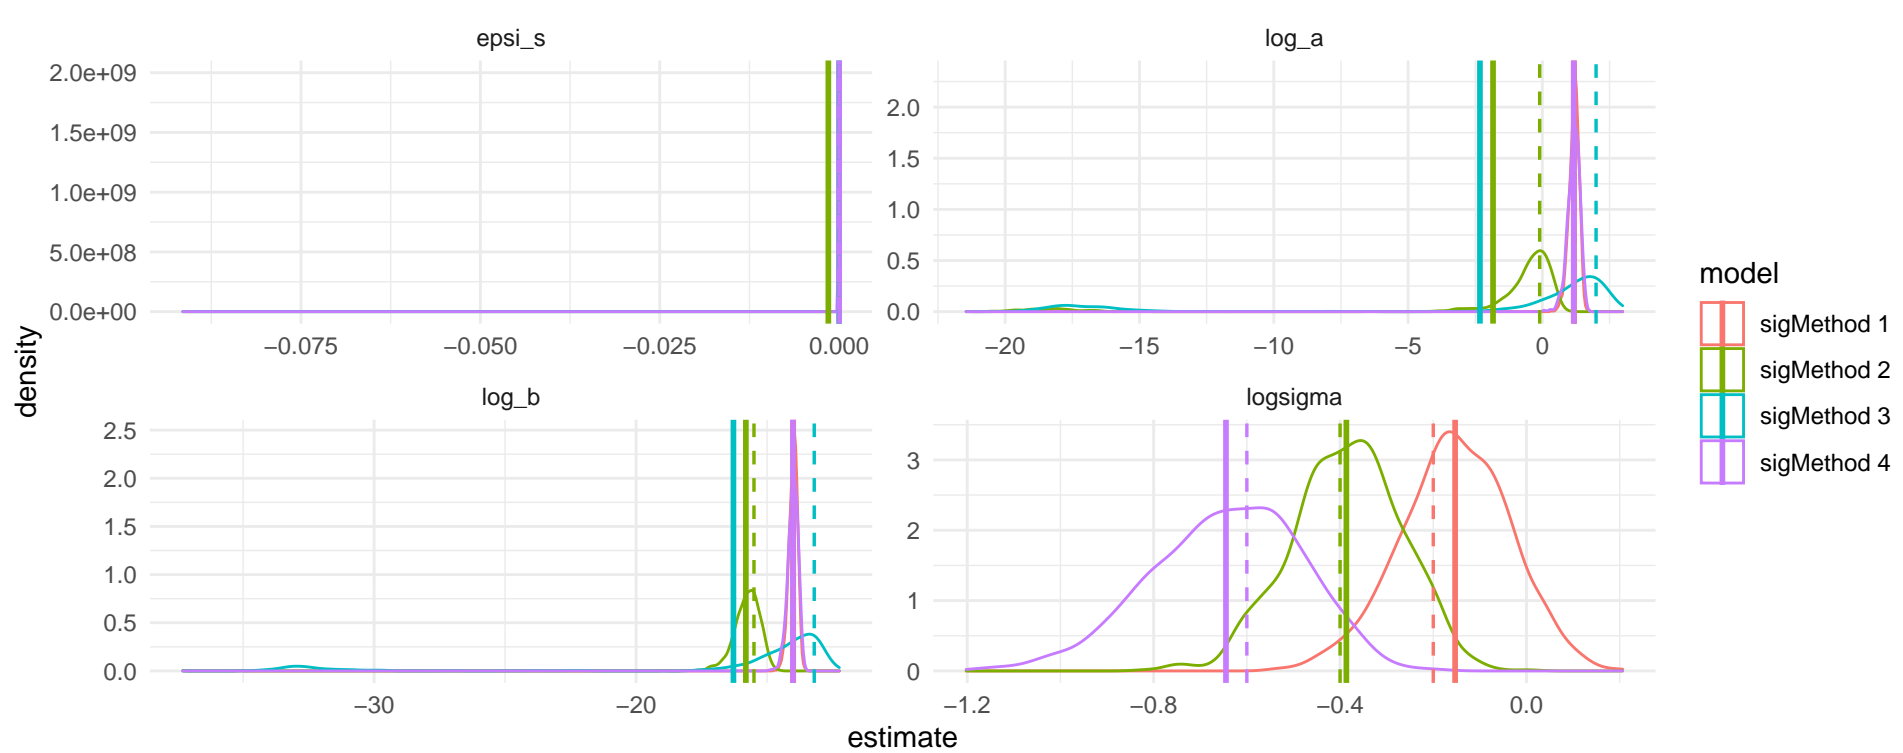 epsi_s
log_a
2.0e+09
1.5e+09
1.0e+09
5.0e+08
0.0e+00
−0.075
−0.050
−0.025
0.000
2.0
1.5
1.0
0.5
0.0
−20
−15
−10
−5
0
log_b
logsigma
2.5
2.0
1.5
1.0
0.5
0.0
−30
−20
3
2
1
0
−1.2
−0.8
−0.4
0.0
density
estimate
model
sigMethod 1
sigMethod 2
sigMethod 3
sigMethod 4